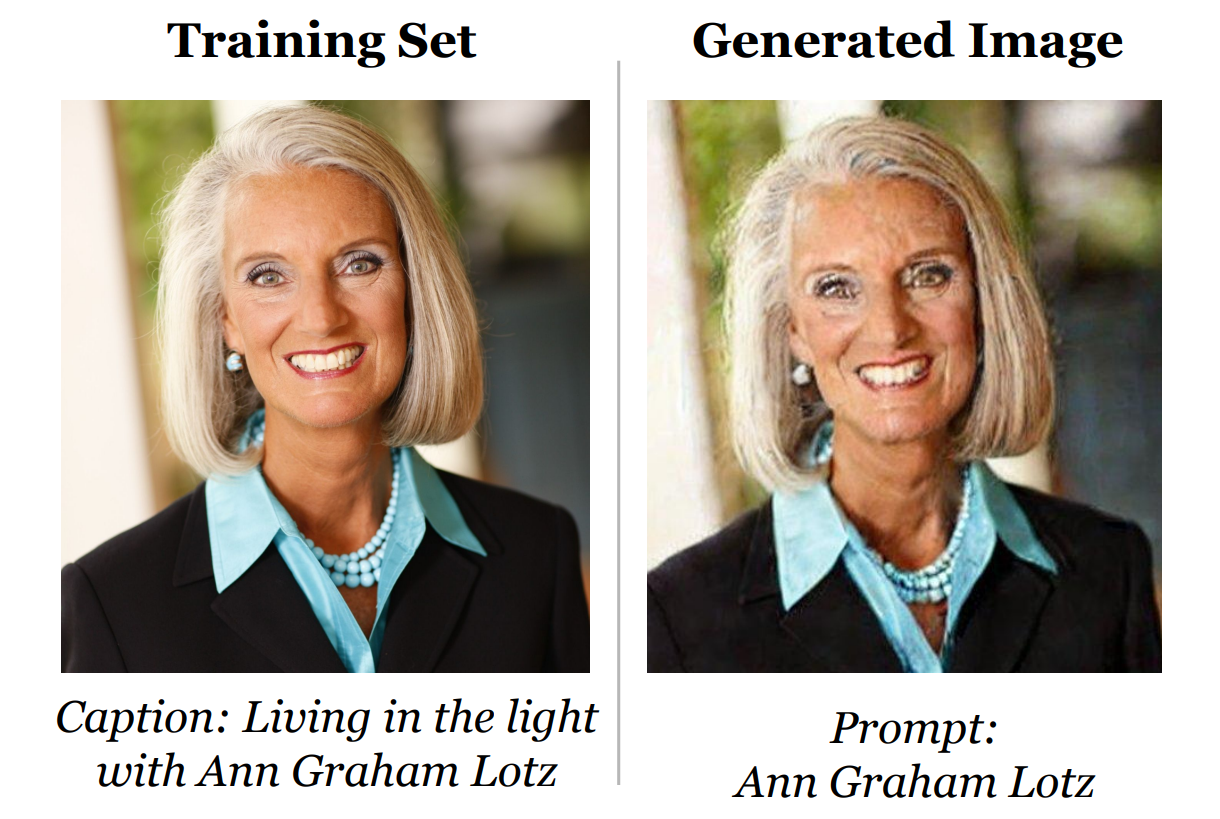 Training Set
Generated Image
Caption: Living in the light
with Ann Graham Lotz
Prompt:
Ann Graham Lotz